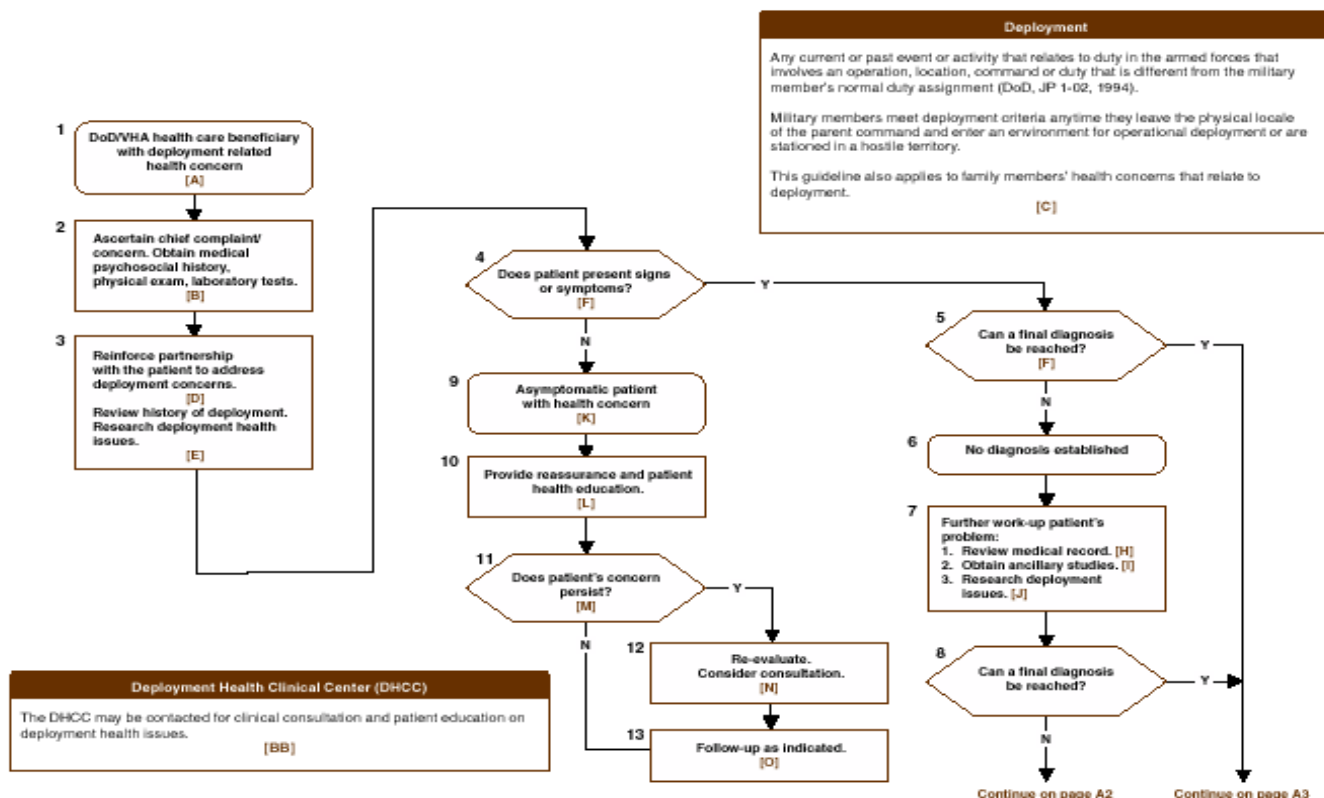 Deployment
Any current or past event or activity that relates to duty in the armed forces that
involves an operation, location, command or duty that is different from the military
member's normal duty assignment (DoD, JP 1-02, 1994).
Military members meet deployment criteria anytime they leave the physical locale
of the parent command and enter an environment for operational deployment or are
stationed in a hostile territory.
This guideline also applies to family members' health concerns that relate to
deployment.
[C]
1
DoD/VHA health care beneficiary
with deployment related
health concern
[A]
2
Ascertain chief complaint/
concern. Obtain medical
psychosocial history,
physical exam, laboratory tests.
[B]
3
Reinforce partnership
with the patient to address
deployment concerns.
[D]
Review history of deployment.
Research deployment health
issues.
[E]
4
Does patient present signs
or symptoms?
[F]
Y
N
5
Can a final diagnosis
be reached?
[F]
Y
N
6
No diagnosis established
7
Further work-up patient's
problem:
1. Review medical record. [H]
2. Obtain ancillary studies. [I]
3. Research deployment
issues. [J]
8
Can a final diagnosis
be reached?
Y
N
Continue on page A2
Continue on page A3
9
Asymptomatic patient
with health concern
[K]
10
Provide reassurance and patient
health education.
[L]
11
Does patient's concern
persist?
[M]
Y
N
12
Re-evaluate.
Consider consultation.
[N]
13
Follow-up as indicated.
[O]
Deployment Health Clinical Center (DHCC)
The DHCC may be contacted for clinical consultation and patient education on
deployment health issues.
[BB]